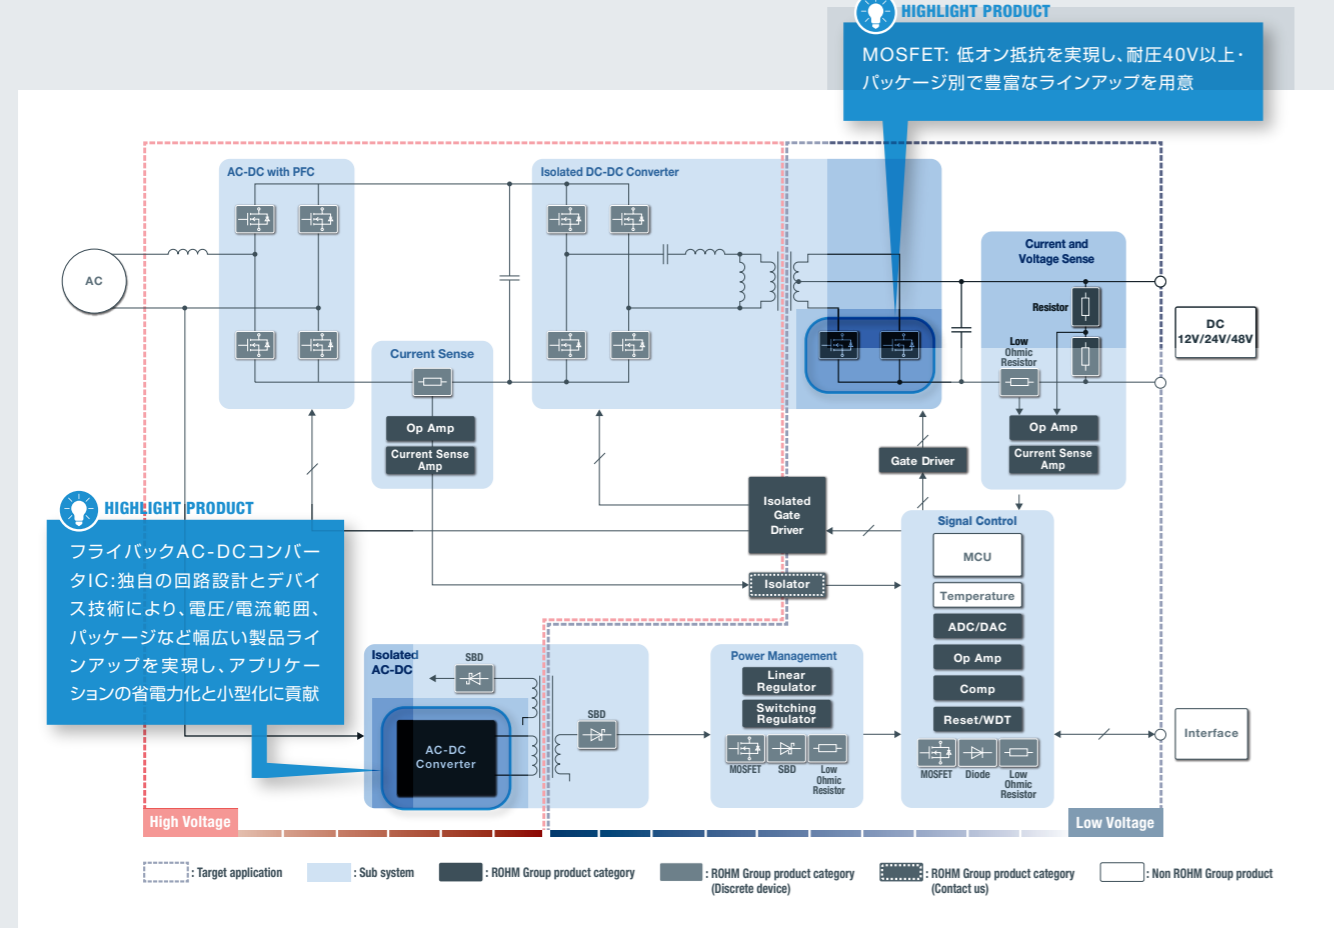 HIGHLIGHT PRODUCT
MOSFET: 低オン抵抗を実現し、耐圧40V以上・
パッケージ別で豊富なラインアップを用意
AC-DC with PFC
Isolated DC-DC Converter
Current and
Voltage Sense
AC
Resistor
DC
12V/24V/48V
Low
Ohmic
Resistor
Current Sense
Op Amp
Current Sense
Amp
Op Amp
Current Sense
Amp
Gate Driver
Isolated
Gate
Driver
Isolator
HIGHLIGHT PRODUCT
フライバックAC-DCコンバー
タIC:独自の回路設計とデバイ
ス技術により、電圧/電流範囲、
パッケージなど幅広い製品ライ
ンアップを実現し、アプリケー
ションの省電力化と小型化に貢献
Signal Control
MCU
Temperature
ADC/DAC
Op Amp
Comp
Reset/WDT
MOSFET
Diode
Low
Ohmic
Resistor
Isolated
AC-DC
SBD
SBD
AC-DC
Converter
Power Management
Linear
Regulator
Switching
Regulator
MOSFET
SBD
Low
Ohmic
Resistor
Interface
High Voltage
Low Voltage
: Target application
: Sub system
: ROHM Group product category
: ROHM Group product category
(Discrete device)
: ROHM Group product category
(Contact us)
: Non ROHM Group product